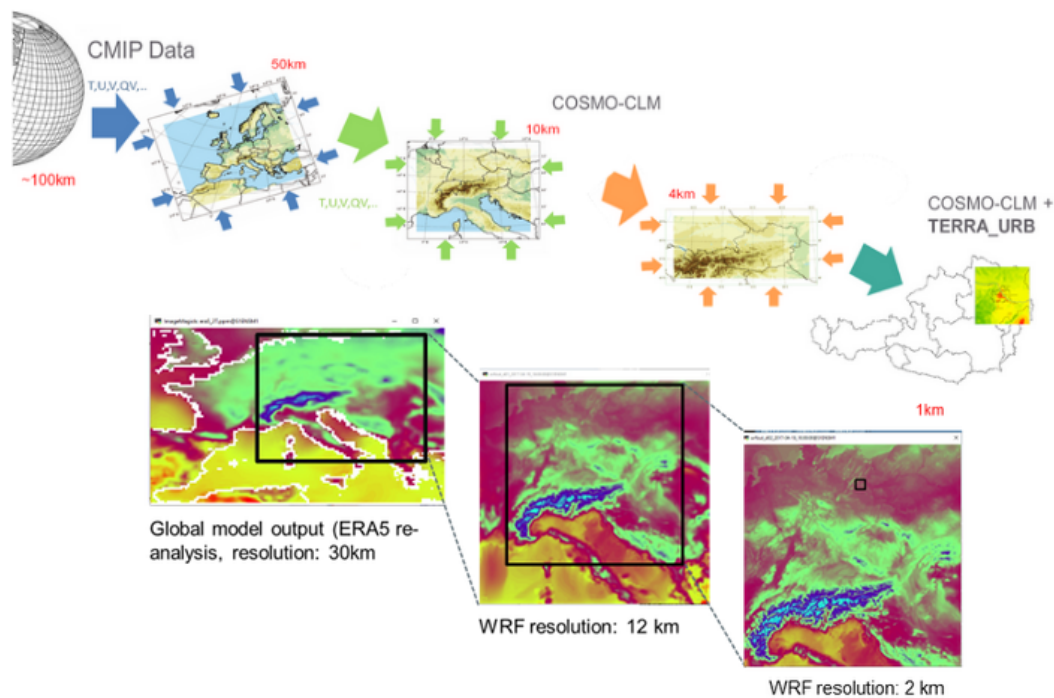 CMIP Data
T,U,V,QV,..
50km
~100km
COSMO-CLM
10km
T,U,V,QV,..
4km
COSMO-CLM +
TERRA_URB
1km
Global model output (ERA5 re-
analysis, resolution: 30km
WRF resolution: 12 km
WRF resolution: 2 km